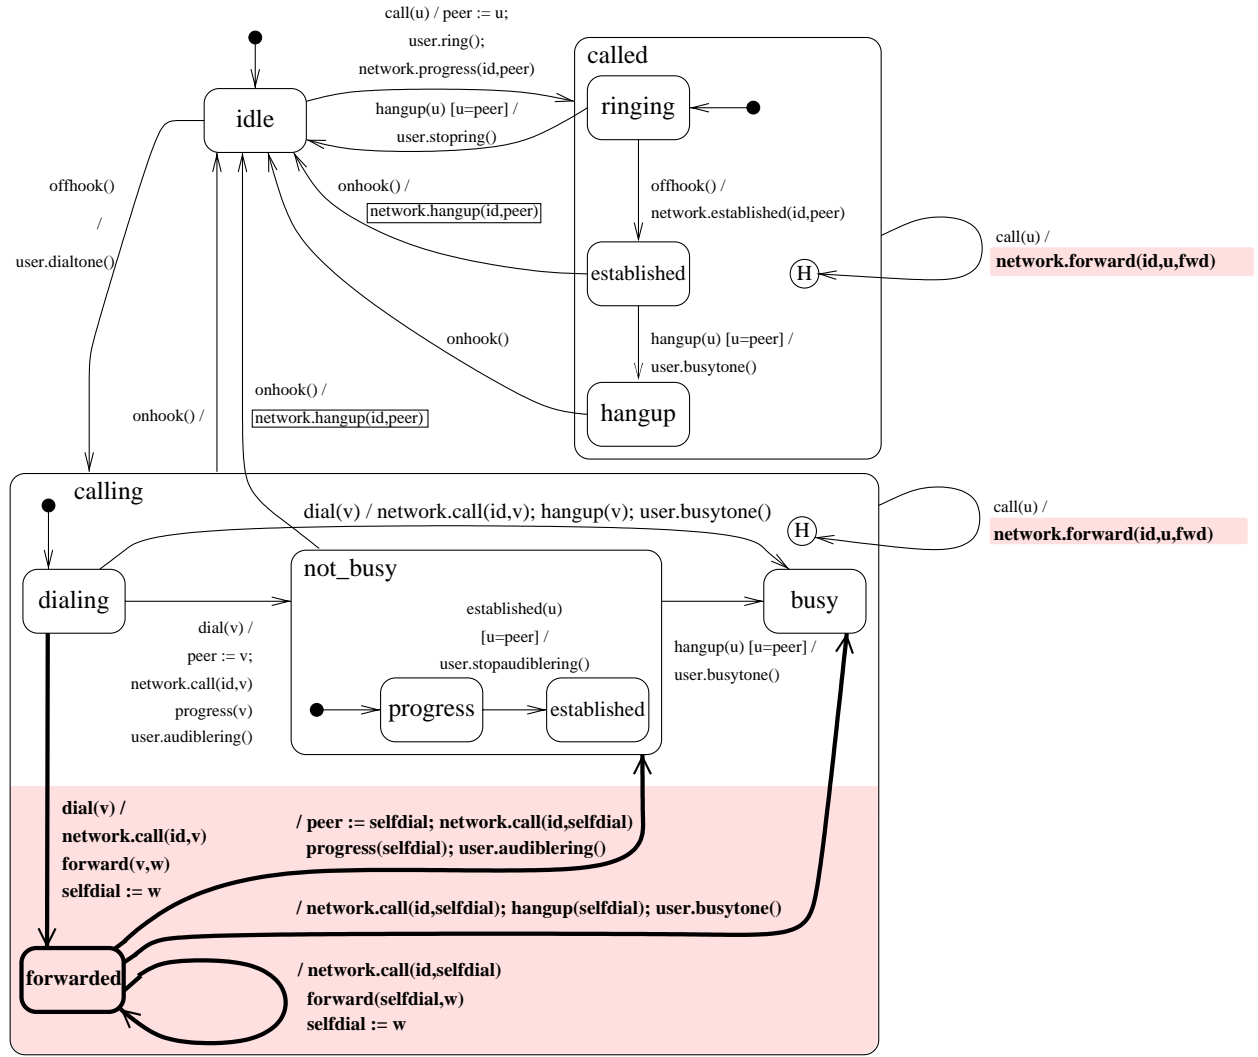 call(u) / peer := u;
user.ring();
network.progress(id,peer)
called
idle
ringing
hangup(u) [u=peer] /
user.stopring()
offhook()
/
user.dialtone()
onhook() /
network.hangup(id,peer)
offhook() /
network.established(id,peer)
call(u) /
network.forward(id,u,fwd)
established
H
onhook()
hangup(u) [u=peer] /
user.busytone()
hangup
onhook() /
onhook() /
network.hangup(id,peer)
calling
dial(v) / network.call(id,v); hangup(v); user.busytone()
H
call(u) /
network.forward(id,u,fwd)
not_busy
dialing
busy
established(u)
[u=peer] /
user.stopaudiblering()
dial(v) /
peer := v;
network.call(id,v)
progress(v)
user.audiblering()
hangup(u) [u=peer] /
user.busytone()
progress
established
dial(v) /
network.call(id,v)
forward(v,w)
selfdial := w
/ peer := selfdial; network.call(id,selfdial)
progress(selfdial); user.audiblering()
/ network.call(id,selfdial); hangup(selfdial); user.busytone()
forwarded
/ network.call(id,selfdial)
forward(selfdial,w)
selfdial := w